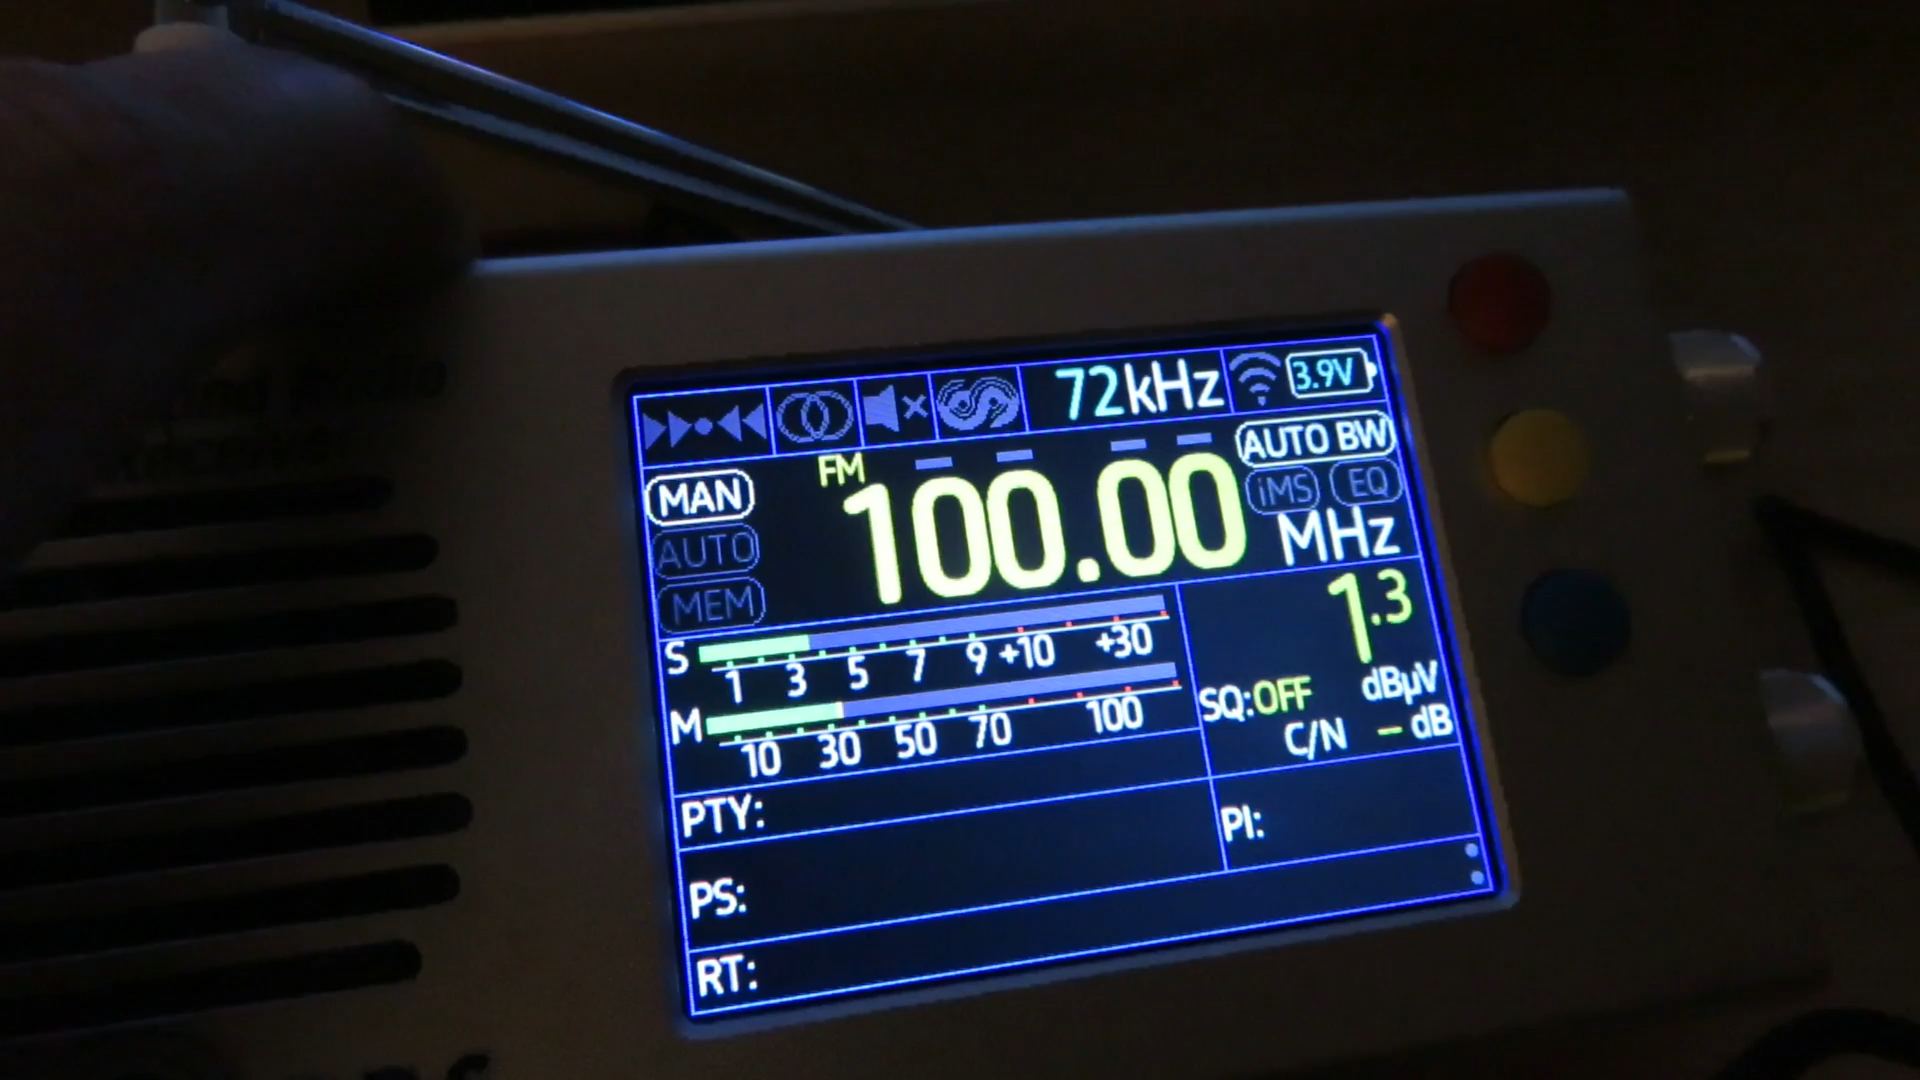 72kHz 3.9V
AUTO BW
MAN FM 100.00 iMS EQ
AUTO MHz
MEM
S 1 3 5 7 9 +10 +30
1.3
dBµV
M 10 30 50 70 100
SQ:OFF
C/N – dB
PTY:
PI:
PS:
RT: